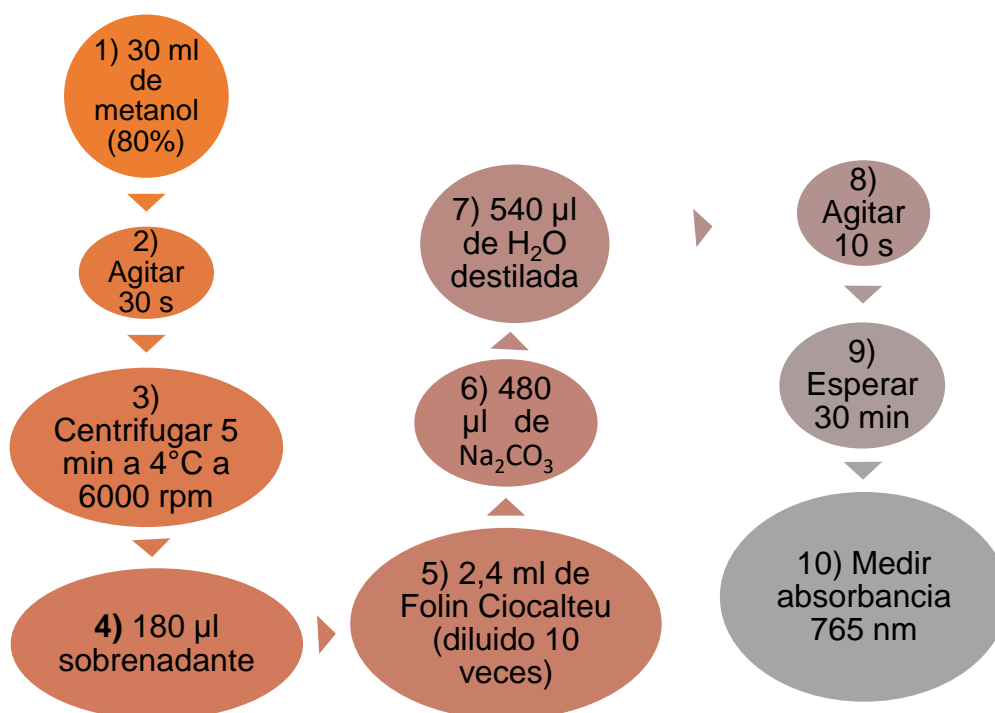 1) 30 ml
de
metanol
(80%)
2)
Agitar
30 s
3)
Centrifugar 5
min a 4°C a
6000 rpm
4) 180 µl
sobrenadante
5) 2,4 ml de
Folin Ciocalteu
(diluido 10
veces)
6) 480
µl de
Na₂CO₃
7) 540 µl
de H₂O
destilada
8)
Agitar
10 s
9)
Esperar
30 min
10) Medir
absorbancia
765 nm